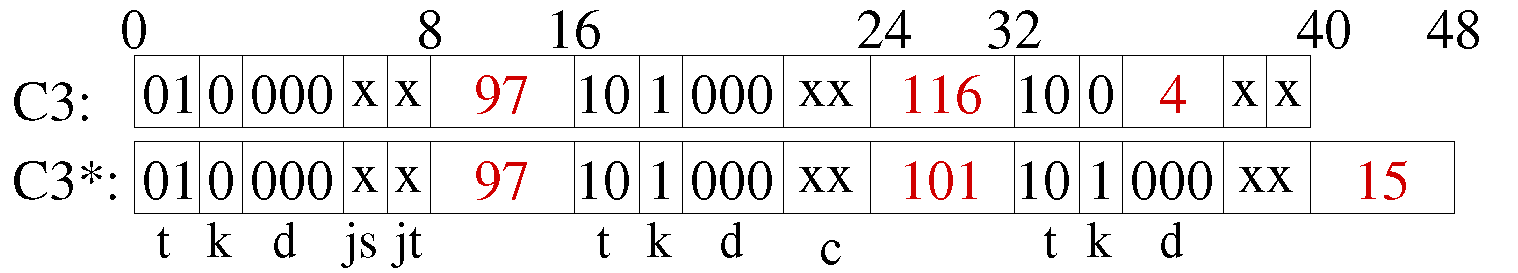 0 8 16 24 32 40 48
C3: 01 0 000 x x 97 10 1 000 xx 116 10 0 4 x x
C3*: 01 0 000 x x 97 10 1 000 xx 101 10 1 000 xx 15
t k d js jt t k d c t k d